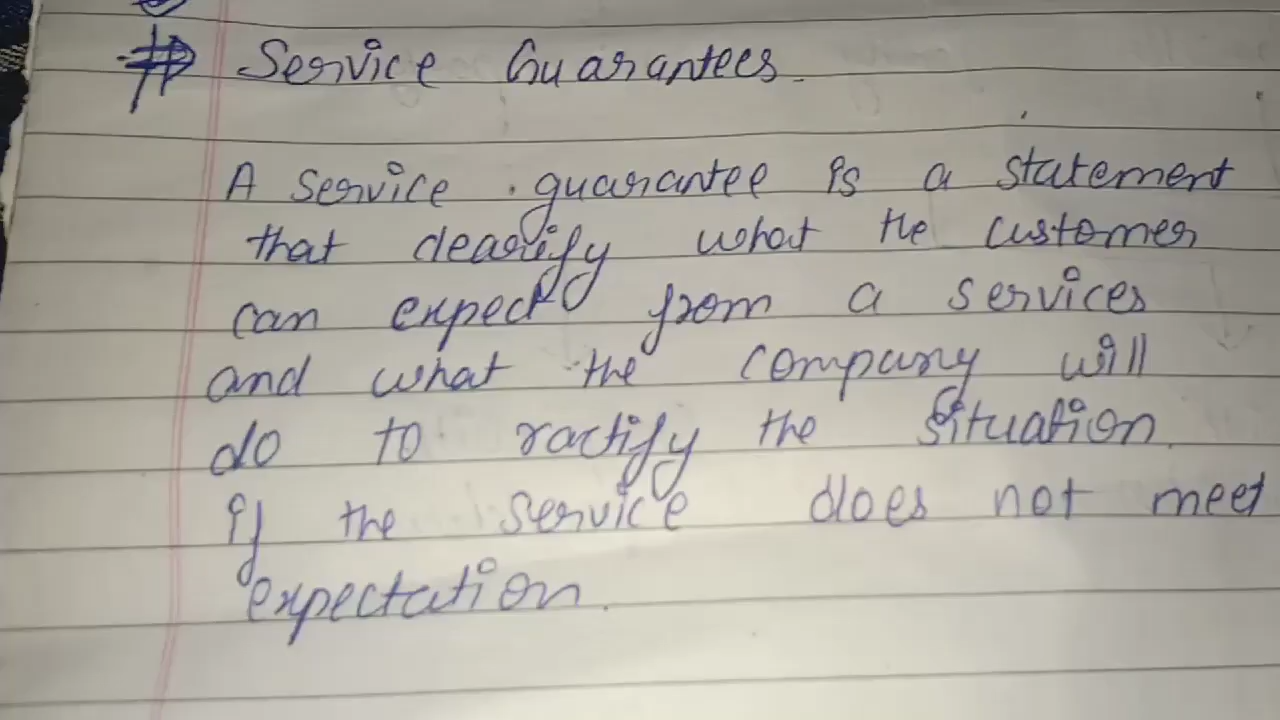 # Service Guarantees.
A service guarantee is a statement
that clearify what the customer
can expect from a services
and what the company will
do to ractify the situation.
if the service does not meet
expectation.